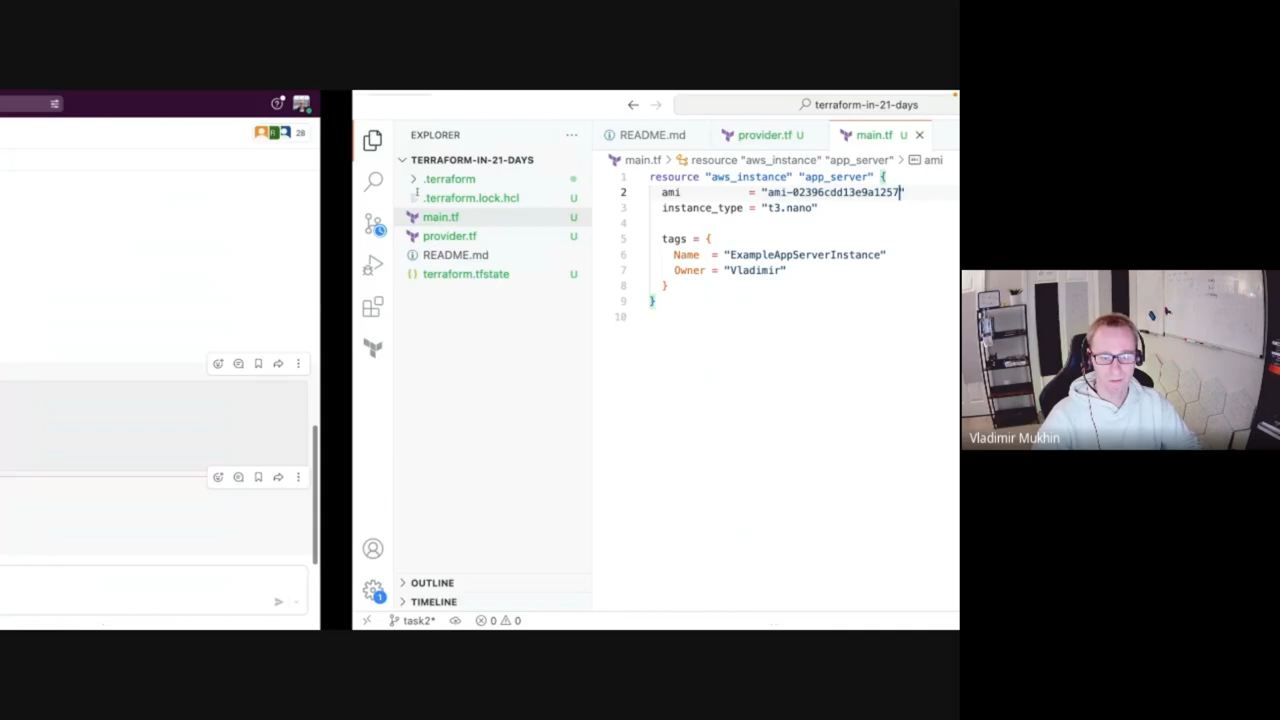 28
terraform-in-21-days
EXPLORER
README.md
provider.tf U
main.tf U
TERRAFORM-IN-21-DAYS
main.tf > resource "aws_instance" "app_server" > ami
.terraform
.terraform.lock.hcl U
main.tf U
provider.tf U
README.md
terraform.tfstate U
1 resource "aws_instance" "app_server" {
2 ami = "ami-02396cdd13e9a1257"
3 instance_type = "t3.nano"
4
5 tags = {
6 Name = "ExampleAppServerInstance"
7 Owner = "Vladimir"
8 }
9 }
10
OUTLINE
TIMELINE
1
task2* 0 0
Vladimir Mukhin